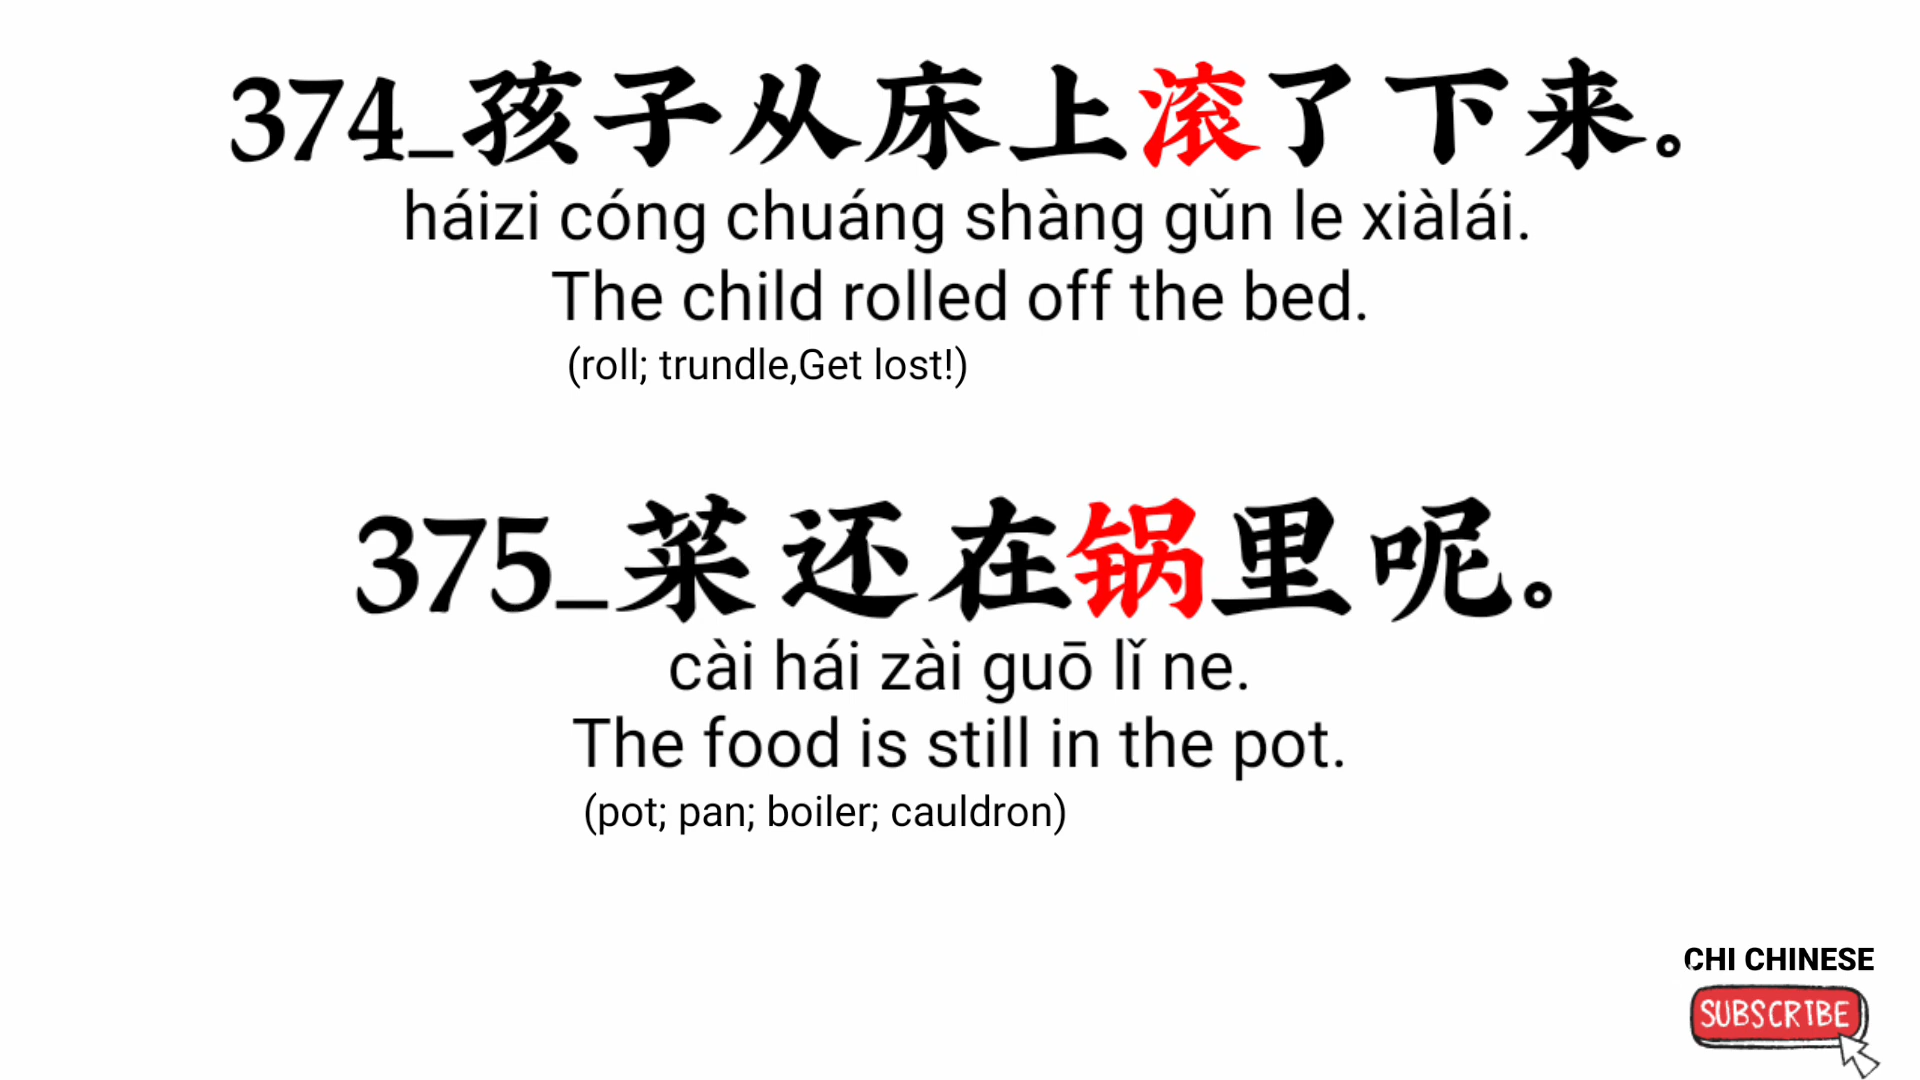 374_孩子从床上滚了下来。
háizi cóng chuáng shàng gǔn le xiàlái.
The child rolled off the bed.
(roll; trundle,Get lost!)
375_菜还在锅里呢。
cài hái zài guō lǐ ne.
The food is still in the pot.
(pot; pan; boiler; cauldron)
CHI CHINESE
SUBSCRIBE